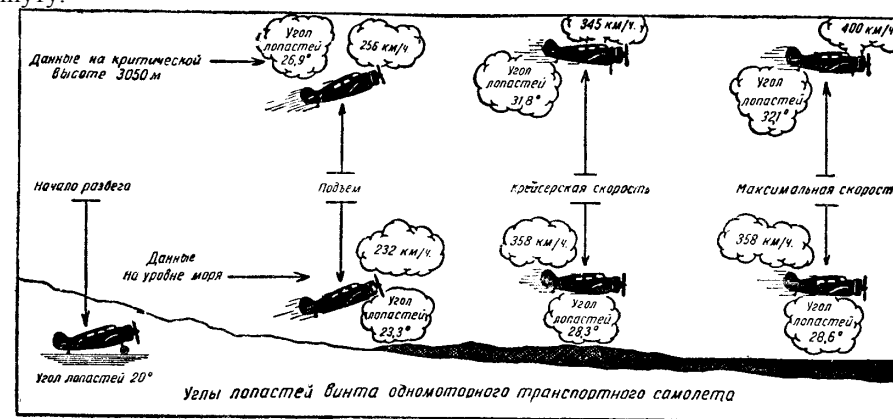 Угол
лопастей
26,9°
256 км/ч
345 км/ч.
400 км/ч
Данные на критической
высоте 3050 м
Угол
лопастей
31,8°
Угол
лопастей
32,1°
Начало разбега
Подъем
Крейсерская скорость
Максимальная скорост
Данные
на уровне моря
232 км/ч.
358 км/ч.
358 км/ч.
Угол
лопастей
23,3°
Угол
лопастей
28,3°
Угол
лопастей
28,6°
Угол лопастей 20°
Углы лопастей винта одномоторного транспортного самолета